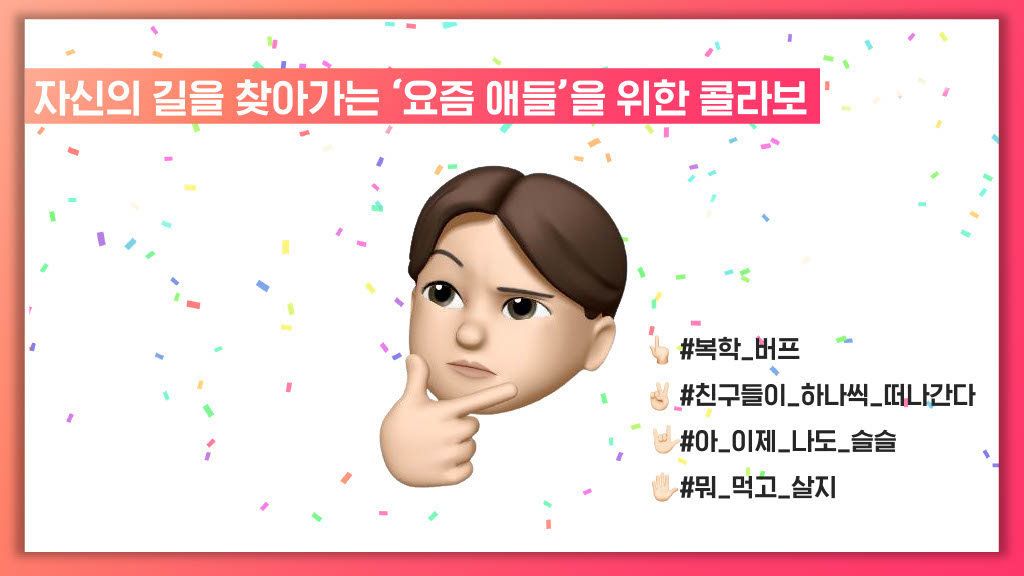 자신의 길을 찾아가는 ‘요즘 애들’을 위한 콜라보
#복학_버프
#친구들이_하나씩_떠나간다
#아_이제_나도_슬슬
#뭐_먹고_살지